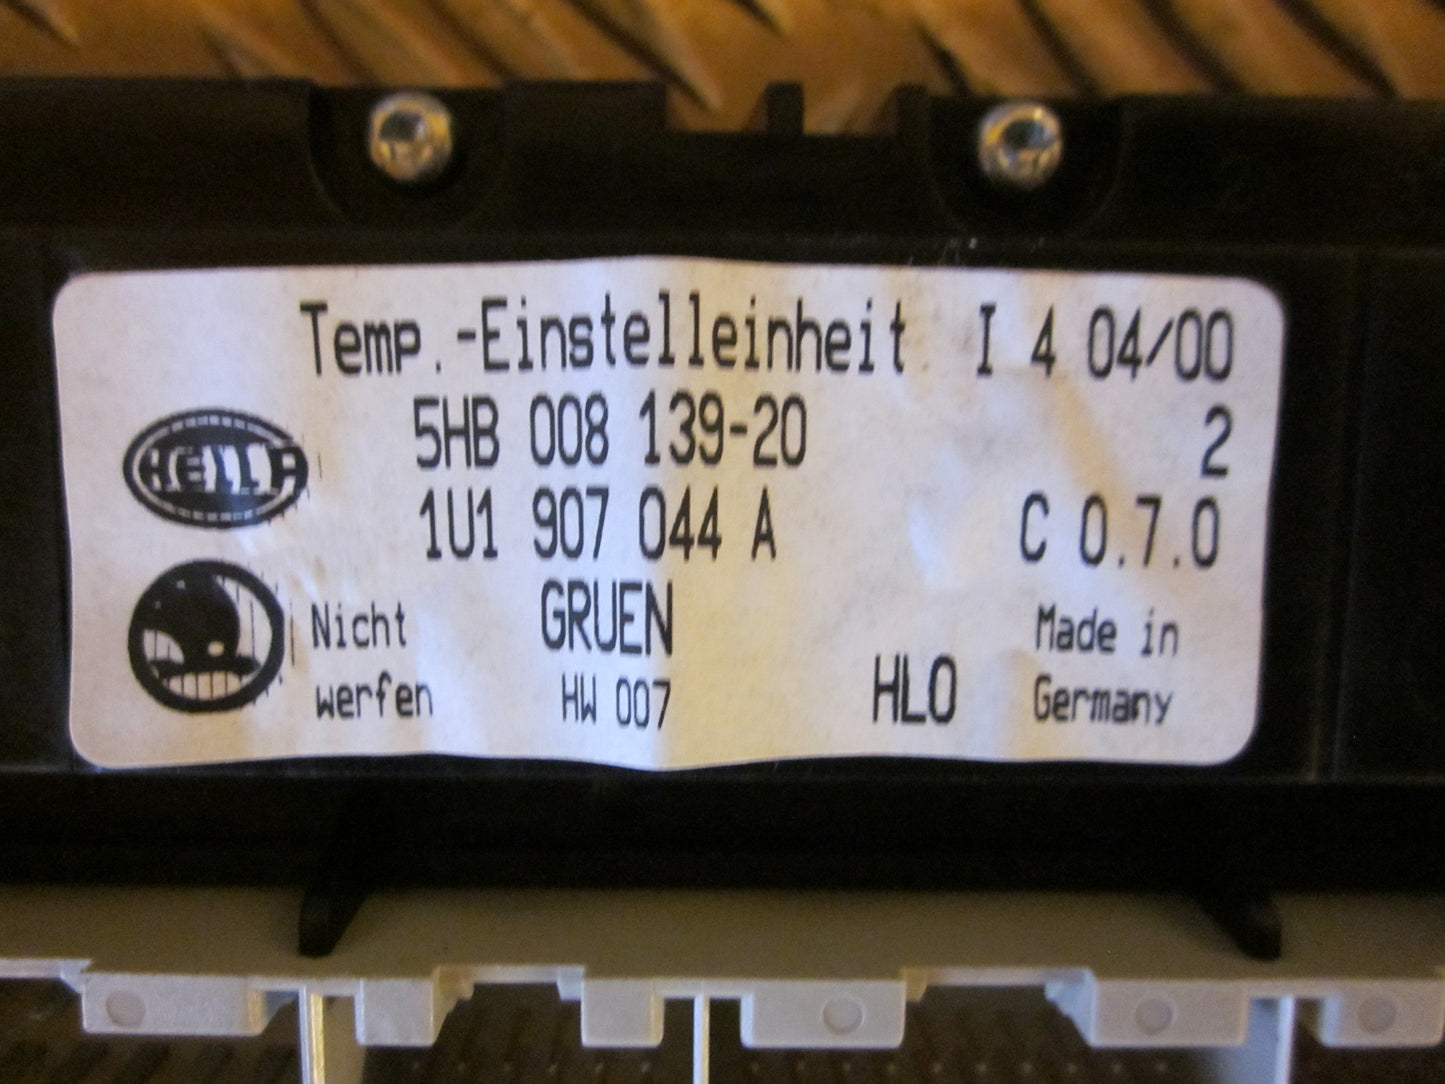 Temp.-Einstelleinheit I 4 04/00
5HB 008 139-20 2
HELLA
1U1 907 044 A C 0.7.0
Nicht GRUEN Made in
werfen HW 007 HLO Germany